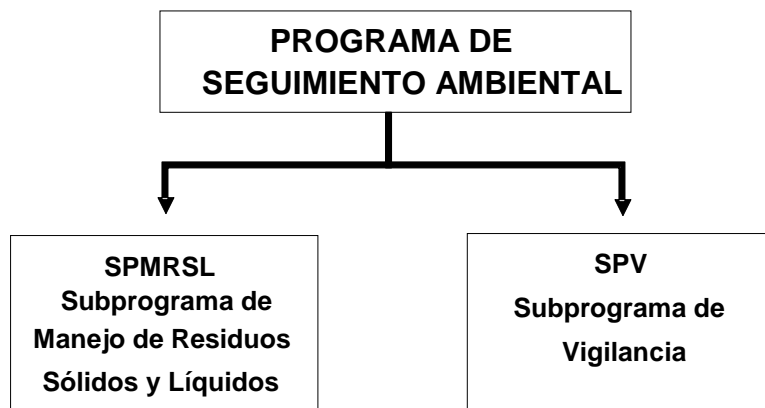 PROGRAMA DE
SEGUIMIENTO AMBIENTAL
SPMRSL
Subprograma de
Manejo de Residuos
Sólidos y Líquidos
SPV
Subprograma de
Vigilancia